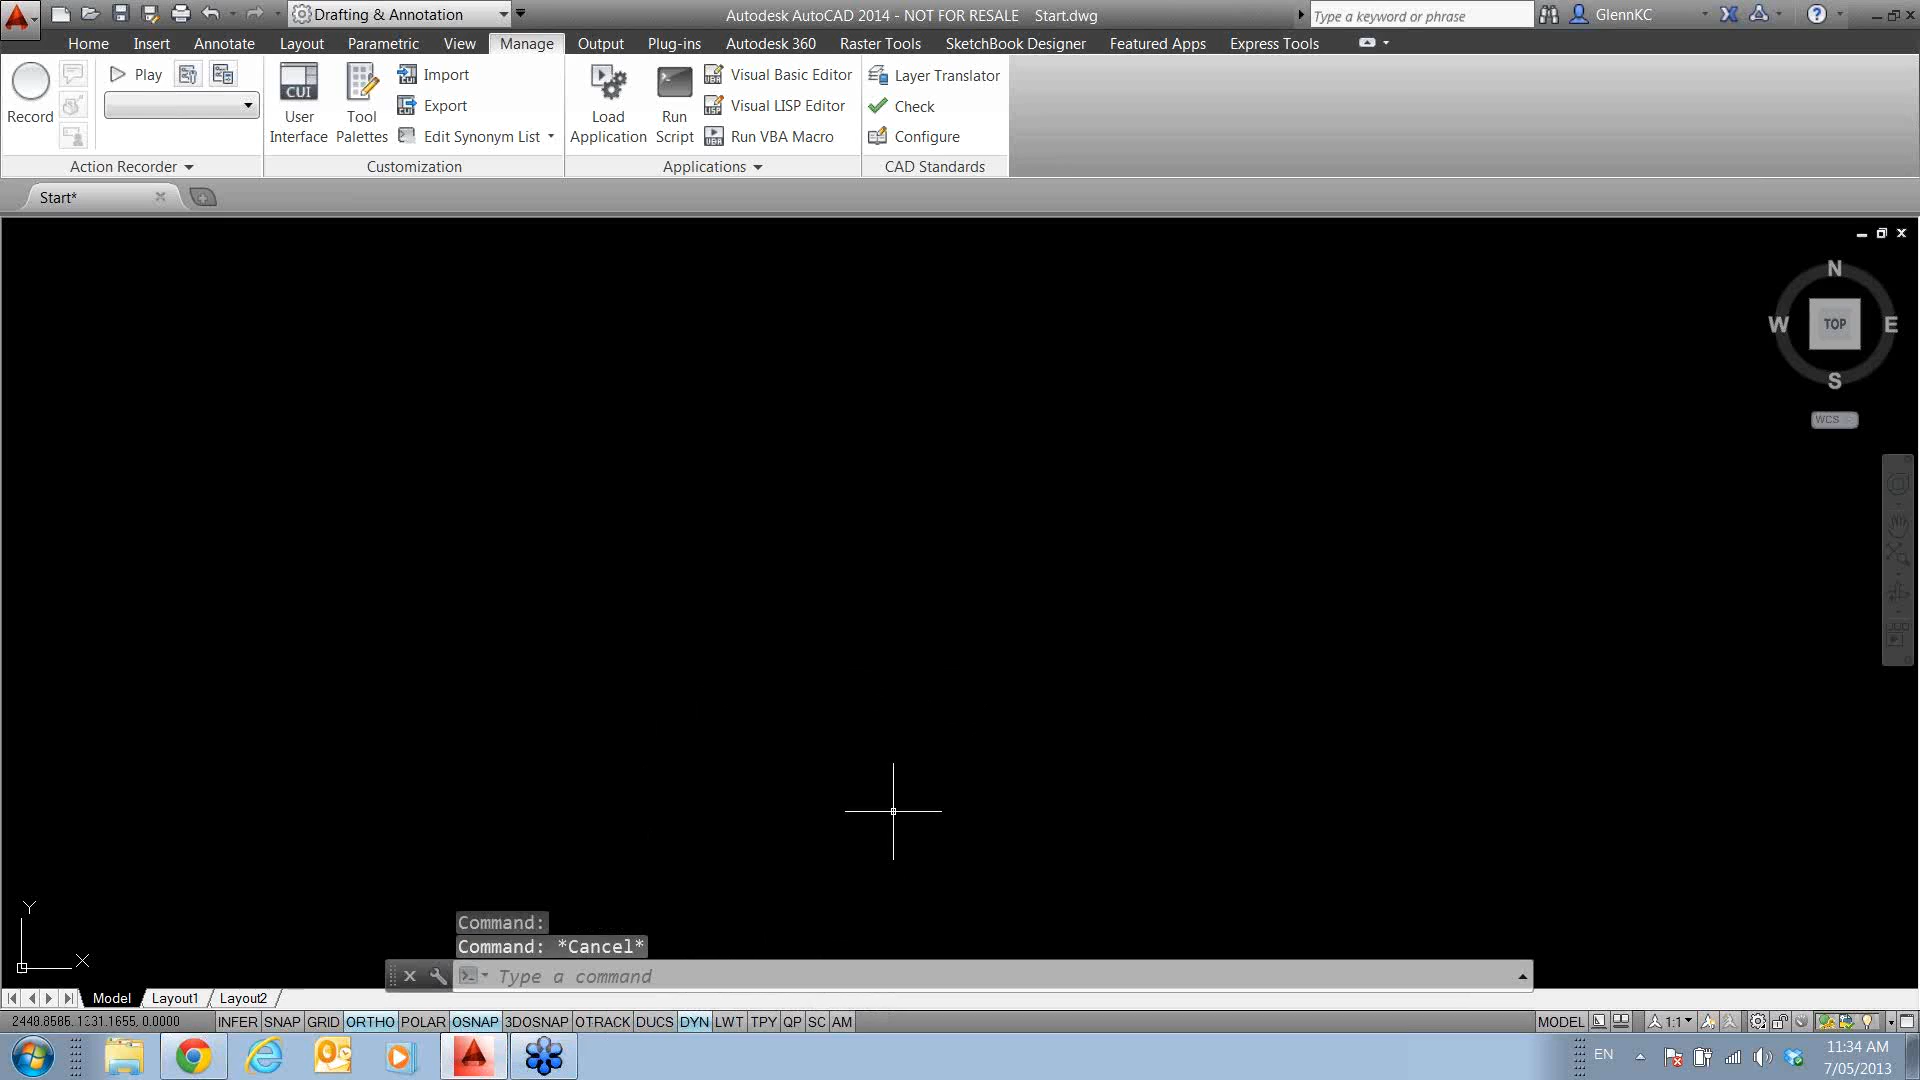 Drafting & Annotation
Autodesk AutoCAD 2014 - NOT FOR RESALE Start.dwg
Type a keyword or phrase
GlennKC
Home Insert Annotate Layout Parametric View Manage Output Plug-ins Autodesk 360 Raster Tools SketchBook Designer Featured Apps Express Tools
Record
Play
Action Recorder
CUI
User
Interface
Tool
Palettes
Import
Export
Edit Synonym List
Customization
Load
Application
Run
Script
Visual Basic Editor
Visual LISP Editor
Run VBA Macro
Applications
Layer Translator
Check
Configure
CAD Standards
Start*
N
W TOP E
S
WCS
Y
X
Command:
Command: *Cancel*
Type a command
Model Layout1 Layout2
INFER SNAP GRID ORTHO POLAR OSNAP 3DOSNAP OTRACK DUCS DYN LWT TPY QP SC AM
MODEL 1:1
EN
11:34 AM
7/05/2013